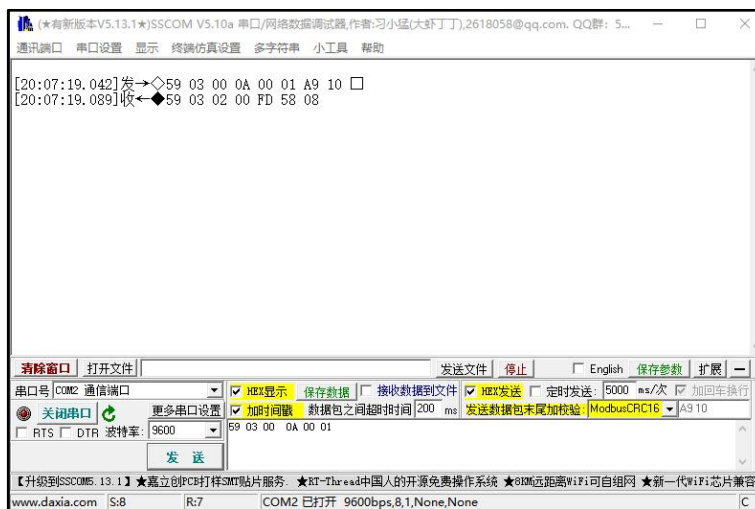 (★有新版本V5.13.1★)SSCOM V5.10a 串口/网络数据调试器,作者:习小猛(大虾丁丁),2618058@qq.com. QQ群: 5...
通讯端口 串口设置 显示 终端仿真设置 多字符串 小工具 帮助
[20:07:19.042]发→◇59 03 00 0A 00 01 A9 10 □
[20:07:19.089]收←◆59 03 02 00 FD 58 08
清除窗口 打开文件 发送文件 停止 English 保存参数 扩展 —
串口号 COM2 通信端口 HEX显示 保存数据 接收数据到文件 HEX发送 定时发送: 5000 ms/次 加回车换行
关闭串口 更多串口设置 加时间戳 数据包之间超时时间 200 ms 发送数据包末尾加校验: ModbusCRC16 A9 10
RTS DTR 波特率: 9600 59 03 00 0A 00 01
发 送
【升级到SSCOM5.13.1】★嘉立创PCB打样SMT贴片服务. ★RT-Thread中国人的开源免费操作系统 ★8KM远距离WiFi可自组网 ★新一代WiFi芯片兼容
www.daxia.com S:8 R:7 COM2 已打开 9600bps,8,1,None,None C